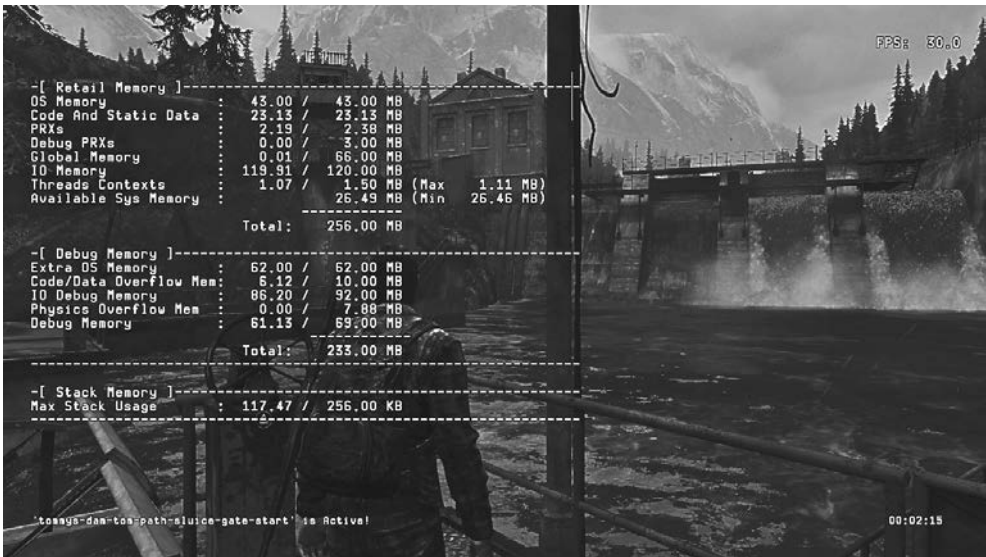 FPS: 30.0
-[ Retail Memory ]-
OS Memory : 43.00 / 43.00 MB
Code And Static Data : 23.13 / 23.13 MB
PRXs : 2.19 / 2.38 MB
Debug PRXs : 0.00 / 3.00 MB
Global Memory : 0.01 / 66.00 MB
IO Memory : 119.91 / 120.00 MB
Threads Contexts : 1.07 / 1.50 MB (Max 1.11 MB)
Available Sys Memory : 26.49 MB (Min 26.46 MB)
Total: 256.00 MB
-[ Debug Memory ]-
Extra OS Memory : 62.00 / 62.00 MB
Code/Data Overflow Mem: 6.12 / 10.00 MB
IO Debug Memory : 86.20 / 92.00 MB
Physics Overflow Mem : 0.00 / 7.88 MB
Debug Memory : 61.13 / 69.00 MB
Total: 233.00 MB
-[ Stack Memory ]-
Max Stack Usage : 117.47 / 256.00 KB
'tommys-dam-tom-path-sluice-gate-start' is Active!
00:02:15